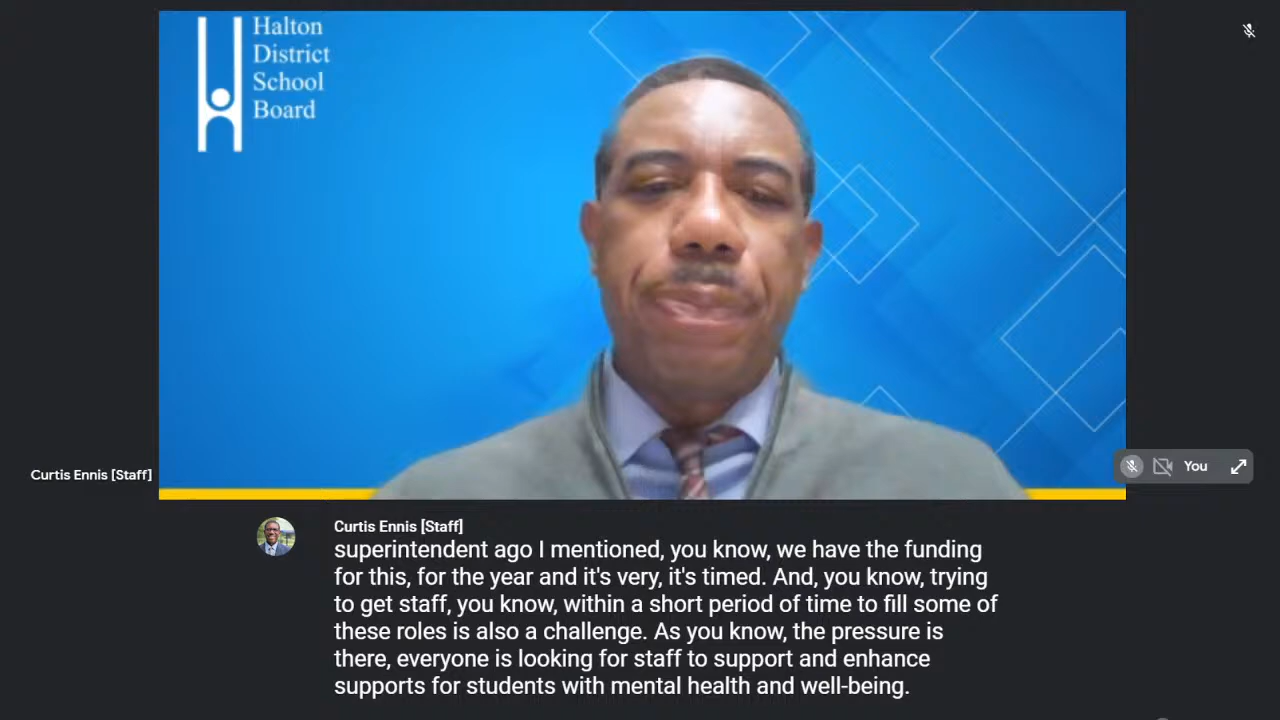 Halton
District
School
Board
Curtis Ennis [Staff]
You
Curtis Ennis [Staff]
superintendent ago I mentioned, you know, we have the funding
for this, for the year and it's very, it's timed. And, you know, trying
to get staff, you know, within a short period of time to fill some of
these roles is also a challenge. As you know, the pressure is
there, everyone is looking for staff to support and enhance
supports for students with mental health and well-being.